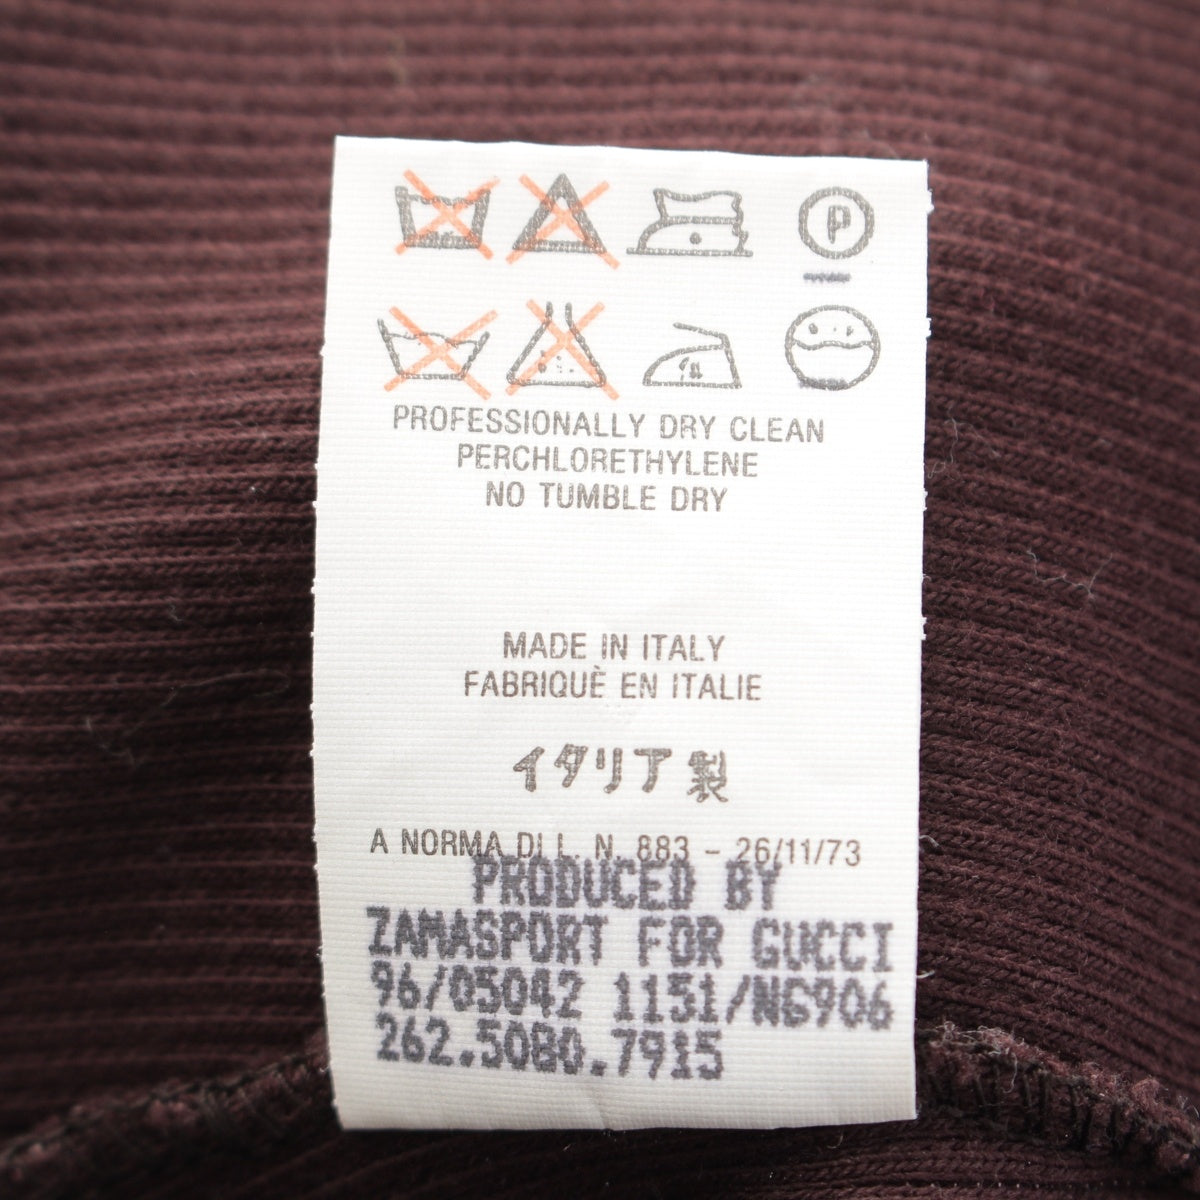 P
PROFESSIONALLY DRY CLEAN
PERCHLORETHYLENE
NO TUMBLE DRY
MADE IN ITALY
FABRIQUÈ EN ITALIE
イタリア製
A NORMA DI L. N. 883 - 26/11/73
PRODUCED BY
ZAMASPORT FOR GUCCI
96/05042 1151/N6906
262.5080.7915